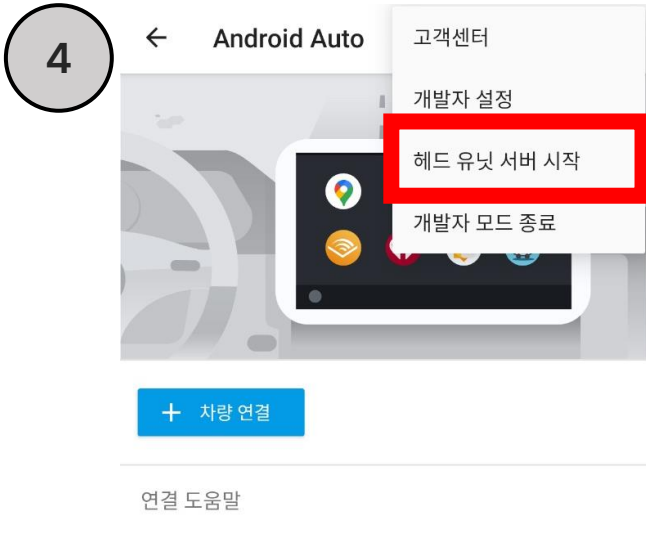 4
Android Auto
고객센터
개발자 설정
헤드 유닛 서버 시작
개발자 모드 종료
+ 차량 연결
연결 도움말